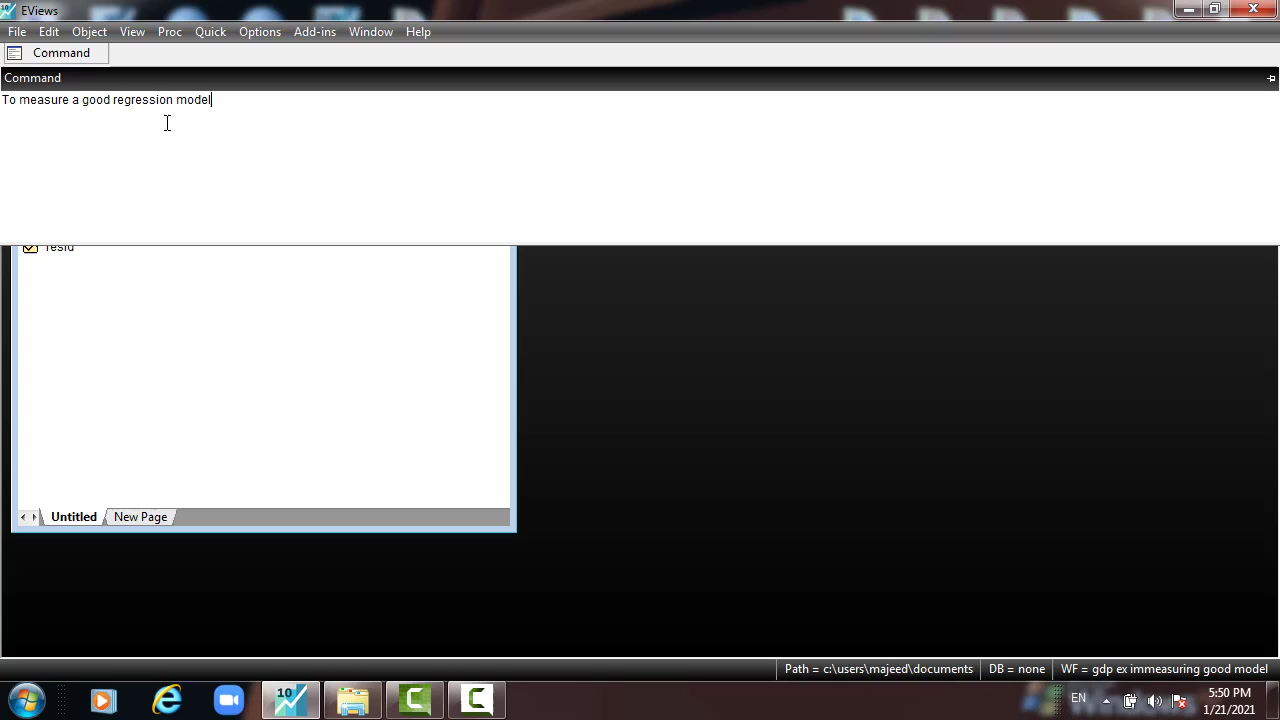 EViews
File Edit Object View Proc Quick Options Add-ins Window Help
Command
Command
To measure a good regression model
resid
Untitled New Page
Path = c:\users\majeed\documents DB = none WF = gdp ex immeasuring good model
10
EN
5:50 PM
1/21/2021